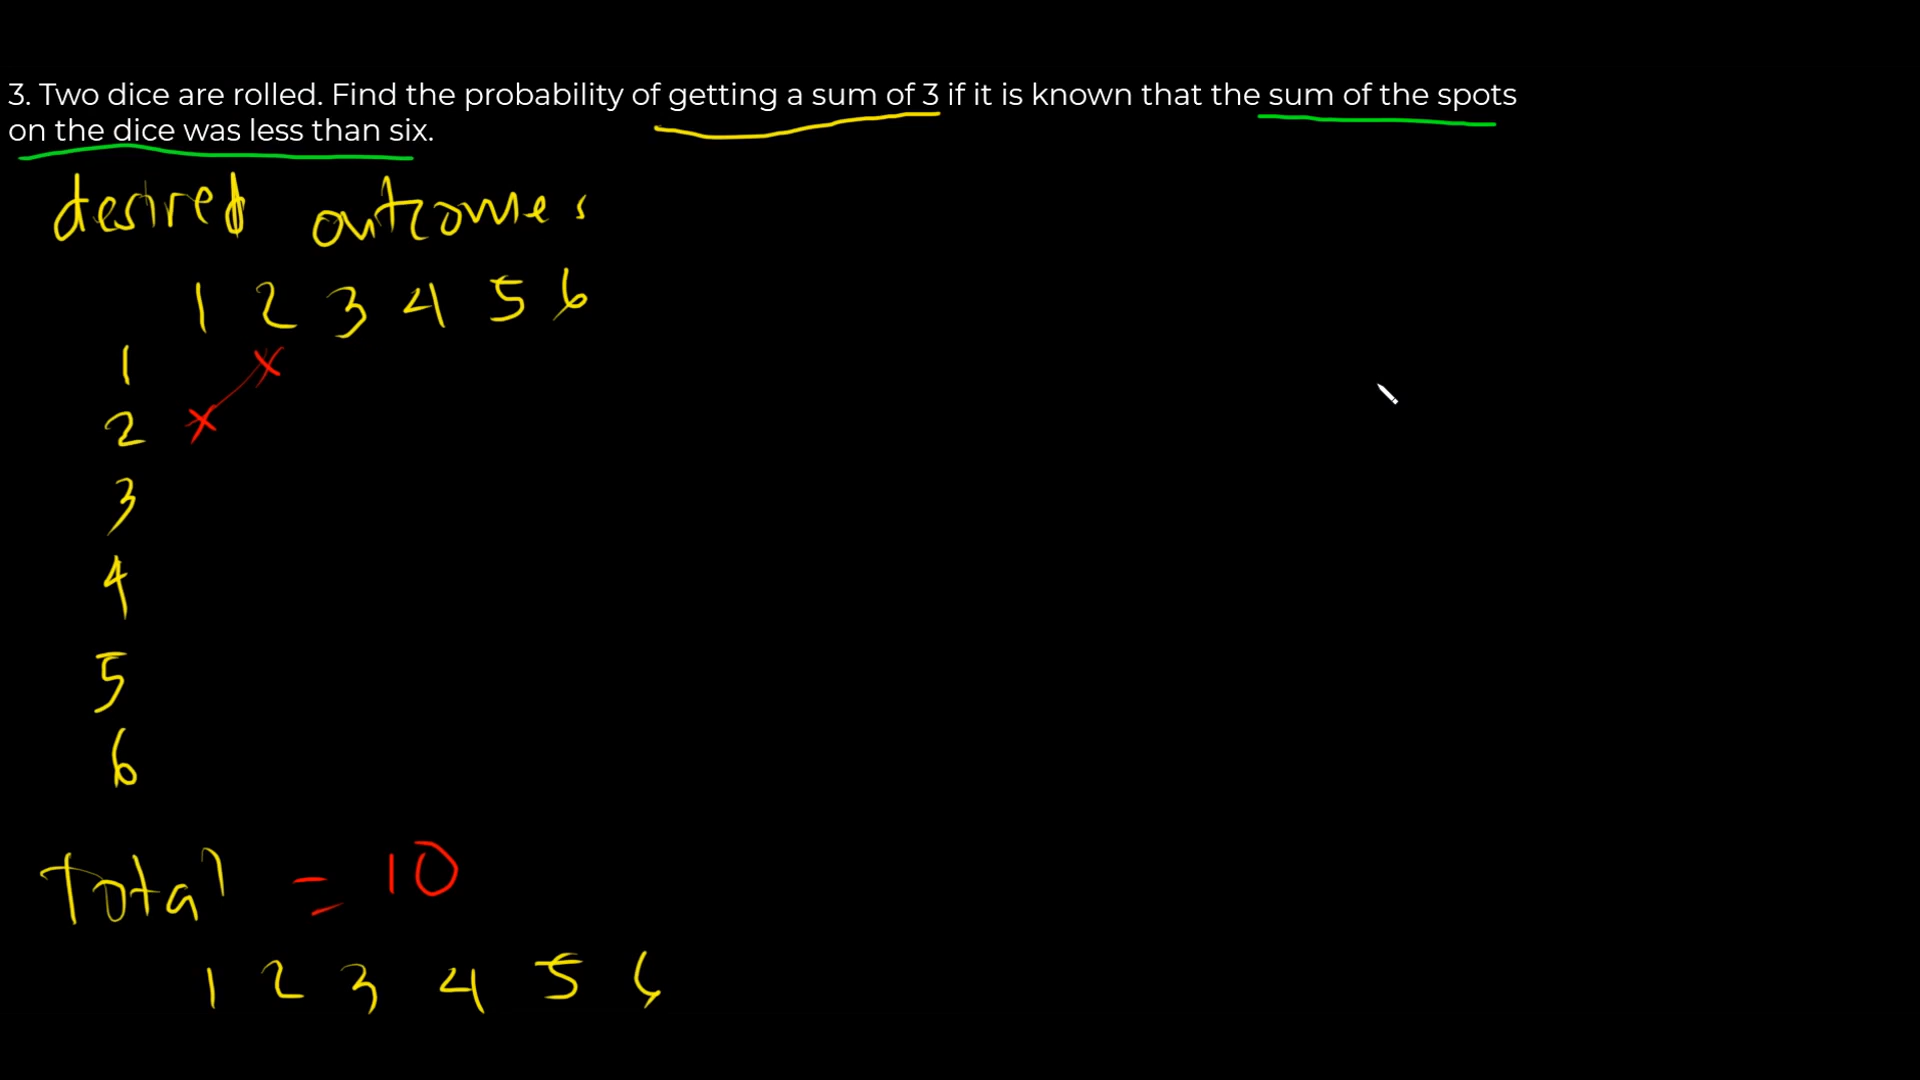 3. Two dice are rolled. Find the probability of getting a sum of 3 if it is known that the sum of the spots
on the dice was less than six.
desired outcomes
1 2 3 4 5 6
1
2
3
4
5
6
Total = 10
1 2 3 4 5 6